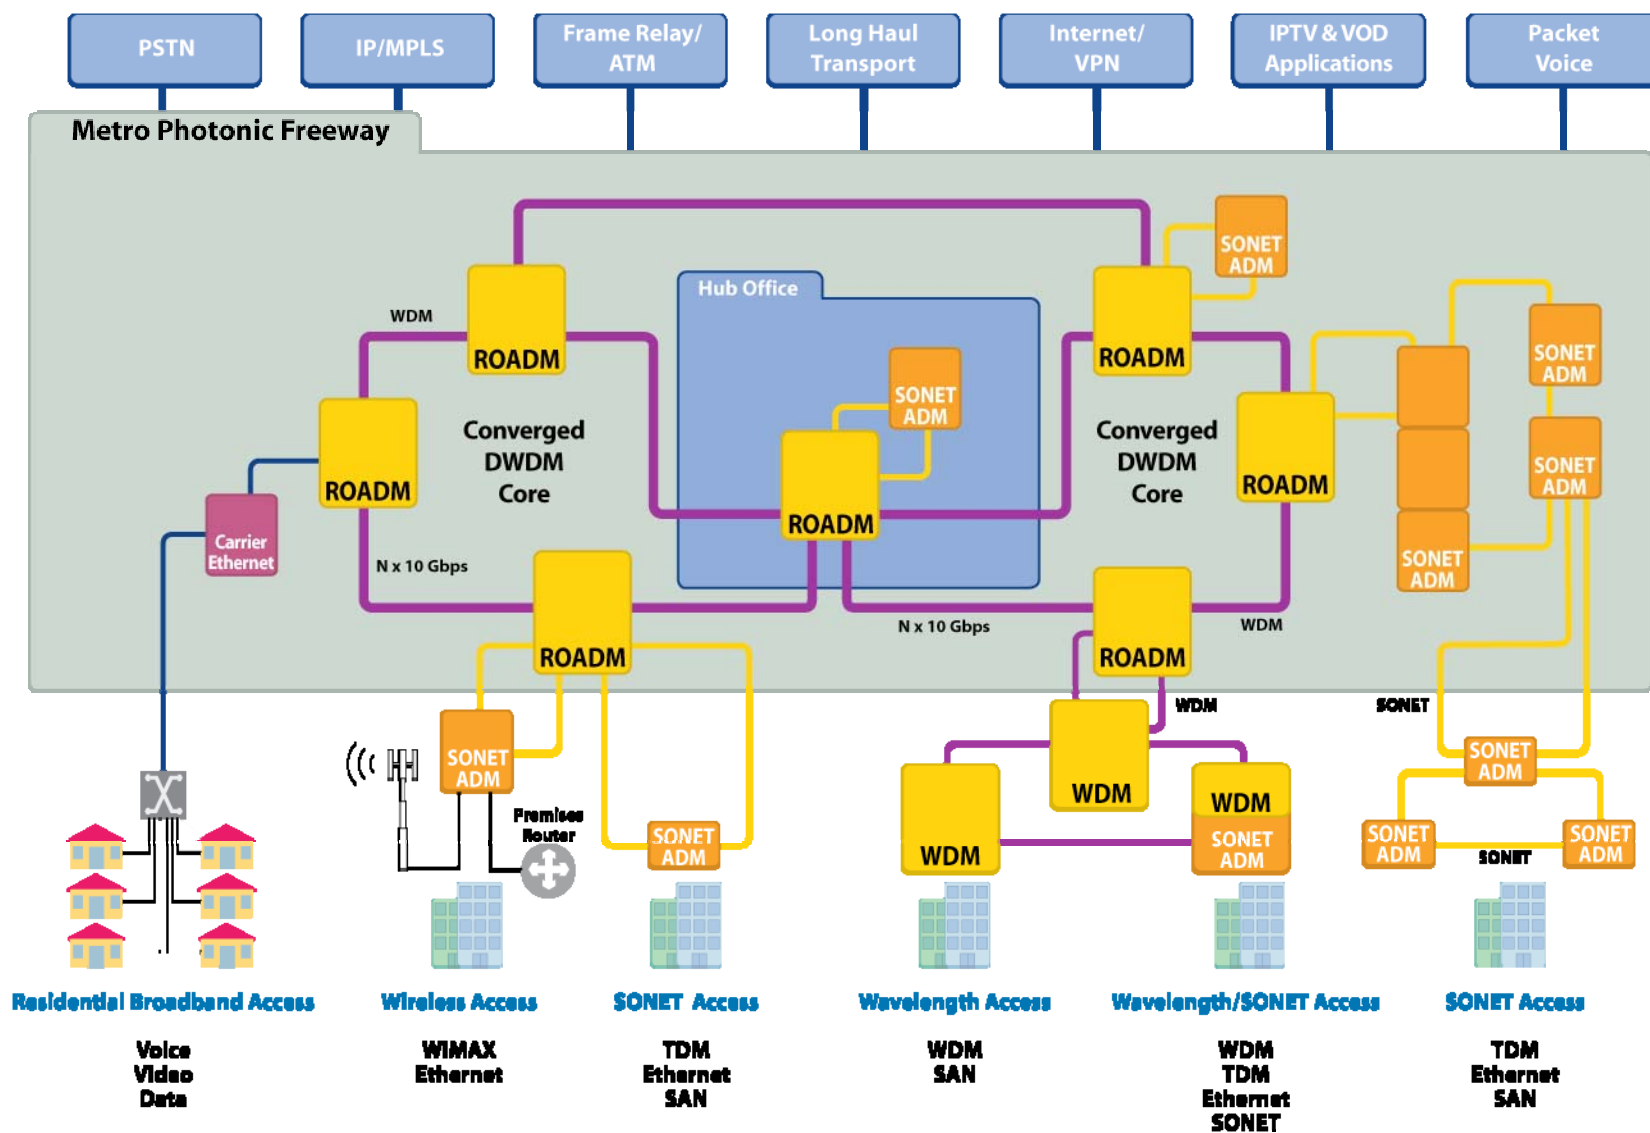 PSTN
IP/MPLS
Frame Relay/
ATM
Long Haul
Transport
Internet/
VPN
IPTV & VOD
Applications
Packet
Voice
Metro Photonic Freeway
SONET
ADM
Hub Office
WDM
ROADM
ROADM
SONET
ADM
SONET
ADM
Converged
DWDM
Core
Converged
DWDM
Core
ROADM
ROADM
ROADM
SONET
ADM
ROADM
Carrier
Ethernet
SONET
ADM
N x 10 Gbps
N x 10 Gbps
WDM
ROADM
ROADM
WDM
SONET
SONET
ADM
SONET
ADM
WDM
WDM
Premises
Router
SONET
ADM
WDM
SONET
ADM
SONET
ADM
SONET
SONET
ADM
Residential Broadband Access
Wireless Access
SONET Access
Wavelength Access
Wavelength/SONET Access
SONET Access
Voice
Video
Data
WIMAX
Ethernet
TDM
Ethernet
SAN
WDM
SAN
WDM
TDM
Ethernet
SONET
TDM
Ethernet
SAN